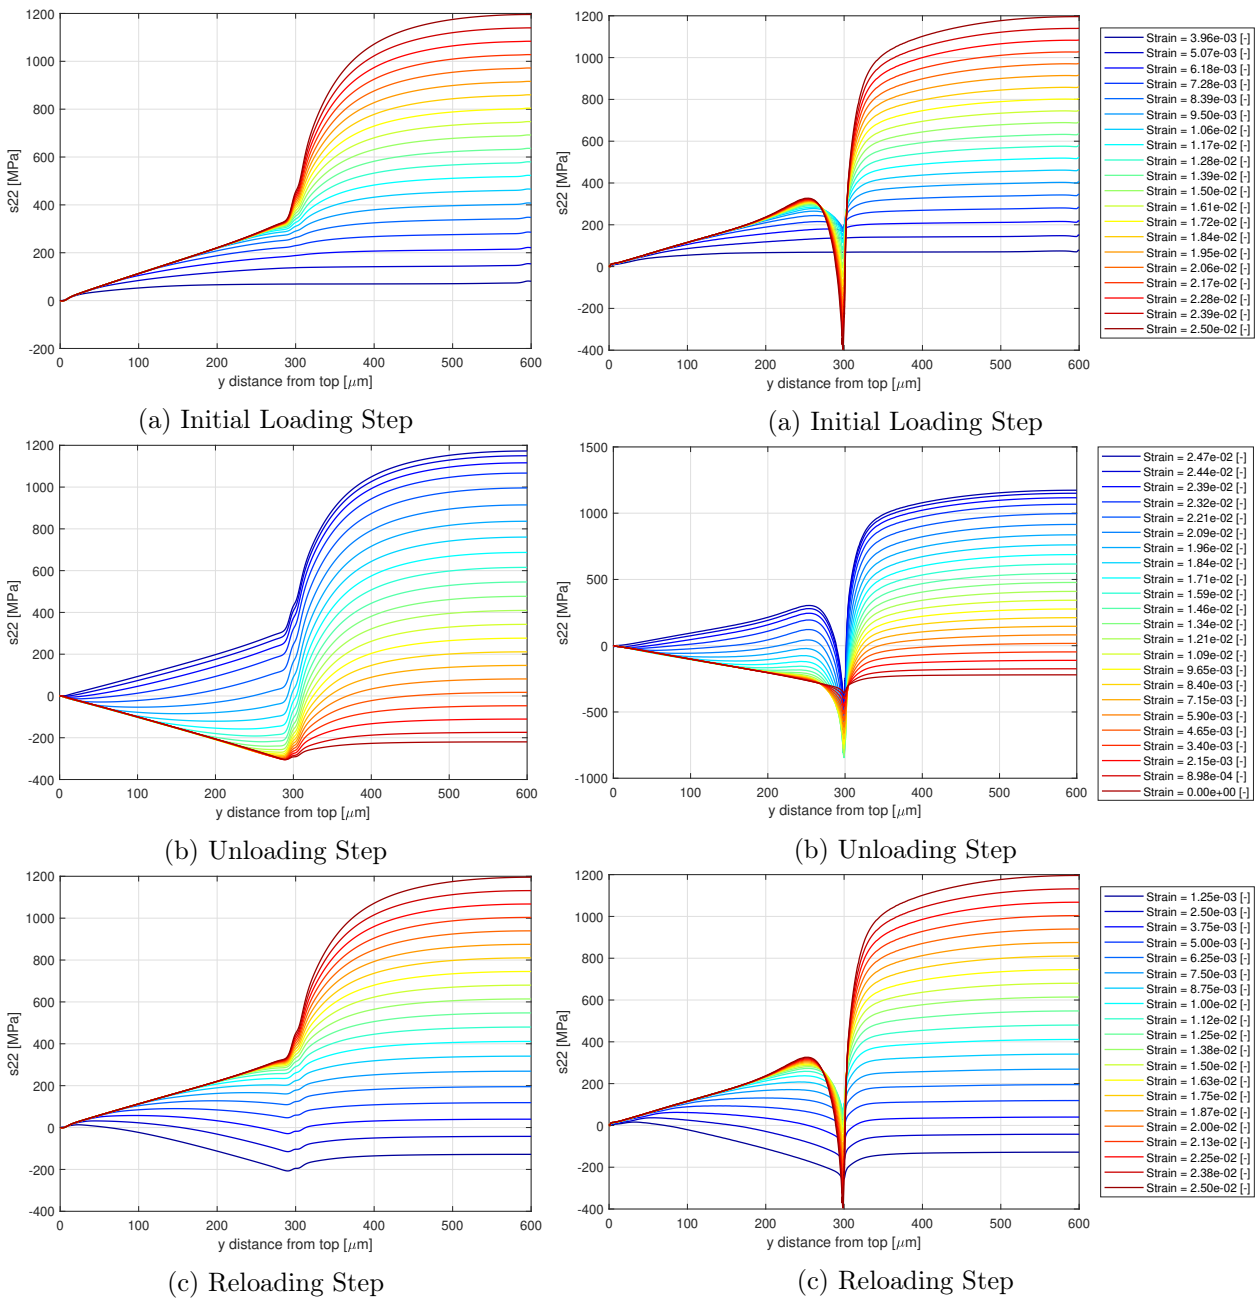 1200
1000
800
600
400
200
0
-200
s22 [MPa]
0 100 200 300 400 500 600
y distance from top [μm]
(a) Initial Loading Step
1200
1000
800
600
400
200
0
-200
-400
s22 [MPa]
0 100 200 300 400 500 600
y distance from top [μm]
(a) Initial Loading Step
Strain = 3.96e-03 [-]
Strain = 5.07e-03 [-]
Strain = 6.18e-03 [-]
Strain = 7.28e-03 [-]
Strain = 8.39e-03 [-]
Strain = 9.50e-03 [-]
Strain = 1.06e-02 [-]
Strain = 1.17e-02 [-]
Strain = 1.28e-02 [-]
Strain = 1.39e-02 [-]
Strain = 1.50e-02 [-]
Strain = 1.61e-02 [-]
Strain = 1.72e-02 [-]
Strain = 1.84e-02 [-]
Strain = 1.95e-02 [-]
Strain = 2.06e-02 [-]
Strain = 2.17e-02 [-]
Strain = 2.28e-02 [-]
Strain = 2.39e-02 [-]
Strain = 2.50e-02 [-]
1200
1000
800
600
400
200
0
-200
-400
s22 [MPa]
0 100 200 300 400 500 600
y distance from top [μm]
(b) Unloading Step
1500
1000
500
0
-500
-1000
s22 [MPa]
0 100 200 300 400 500 600
y distance from top [μm]
(b) Unloading Step
Strain = 2.47e-02 [-]
Strain = 2.44e-02 [-]
Strain = 2.39e-02 [-]
Strain = 2.32e-02 [-]
Strain = 2.21e-02 [-]
Strain = 2.09e-02 [-]
Strain = 1.96e-02 [-]
Strain = 1.84e-02 [-]
Strain = 1.71e-02 [-]
Strain = 1.59e-02 [-]
Strain = 1.46e-02 [-]
Strain = 1.34e-02 [-]
Strain = 1.21e-02 [-]
Strain = 1.09e-02 [-]
Strain = 9.65e-03 [-]
Strain = 8.40e-03 [-]
Strain = 7.15e-03 [-]
Strain = 5.90e-03 [-]
Strain = 4.65e-03 [-]
Strain = 3.40e-03 [-]
Strain = 2.15e-03 [-]
Strain = 8.98e-04 [-]
Strain = 0.00e+00 [-]
1200
1000
800
600
400
200
0
-200
-400
s22 [MPa]
0 100 200 300 400 500 600
y distance from top [μm]
(c) Reloading Step
1200
1000
800
600
400
200
0
-200
-400
s22 [MPa]
0 100 200 300 400 500 600
y distance from top [μm]
(c) Reloading Step
Strain = 1.25e-03 [-]
Strain = 2.50e-03 [-]
Strain = 3.75e-03 [-]
Strain = 5.00e-03 [-]
Strain = 6.25e-03 [-]
Strain = 7.50e-03 [-]
Strain = 8.75e-03 [-]
Strain = 1.00e-02 [-]
Strain = 1.12e-02 [-]
Strain = 1.25e-02 [-]
Strain = 1.38e-02 [-]
Strain = 1.50e-02 [-]
Strain = 1.63e-02 [-]
Strain = 1.75e-02 [-]
Strain = 1.87e-02 [-]
Strain = 2.00e-02 [-]
Strain = 2.13e-02 [-]
Strain = 2.25e-02 [-]
Strain = 2.38e-02 [-]
Strain = 2.50e-02 [-]